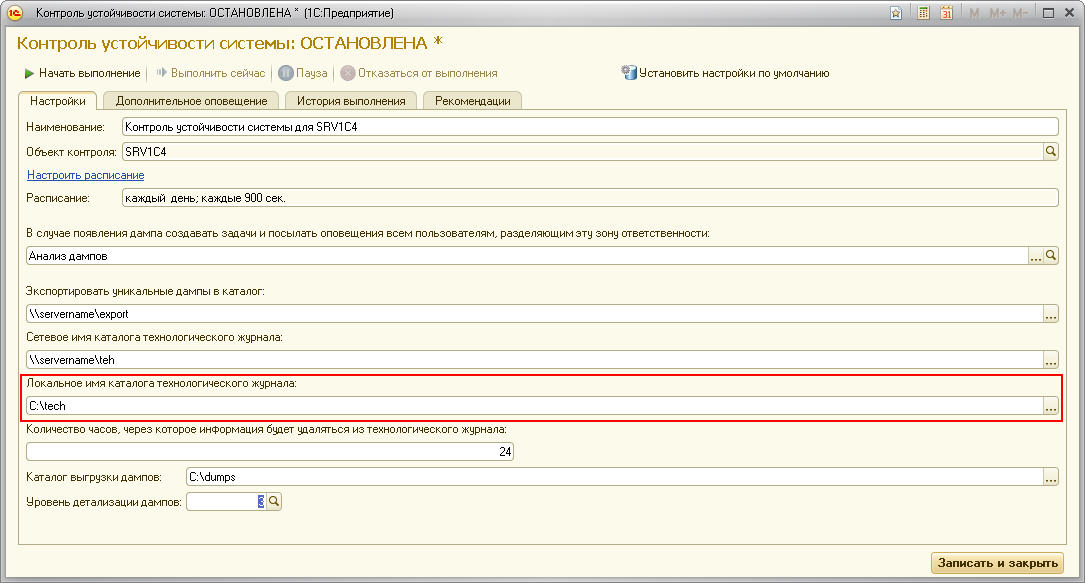 Контроль устойчивости системы: ОСТАНОВЛЕНА * (1С:Предприятие)
31 M M+ M-
Контроль устойчивости системы: ОСТАНОВЛЕНА *
Начать выполнение Выполнить сейчас Пауза Отказаться от выполнения Установить настройки по умолчанию
Настройки Дополнительное оповещение История выполнения Рекомендации
Наименование: Контроль устойчивости системы для SRV1C4
Объект контроля: SRV1C4
Настроить расписание
Расписание: каждый день; каждые 900 сек.
В случае появления дампа создавать задачи и посылать оповещения всем пользователям, разделяющим эту зону ответственности:
Анализ дампов ...
Экспортировать уникальные дампы в каталог:
\\servername\export ...
Сетевое имя каталога технологического журнала:
\\servername\teh ...
Локальное имя каталога технологического журнала:
C:\tech ...
Количество часов, через которое информация будет удаляться из технологического журнала:
24
Каталог выгрузки дампов: C:\dumps ...
Уровень детализации дампов: 3
Записать и закрыть